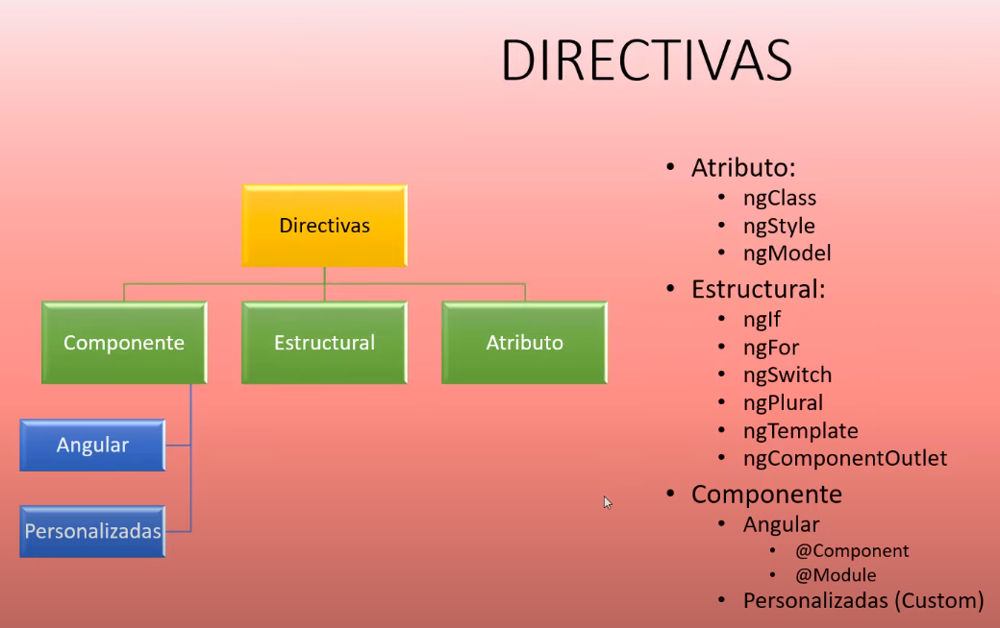 DIRECTIVAS
Directivas
Componente
Estructural
Atributo
Angular
Personalizadas
• Atributo:
• ngClass
• ngStyle
• ngModel
• Estructural:
• ngIf
• ngFor
• ngSwitch
• ngPlural
• ngTemplate
• ngComponentOutlet
• Componente
• Angular
• @Component
• @Module
• Personalizadas (Custom)